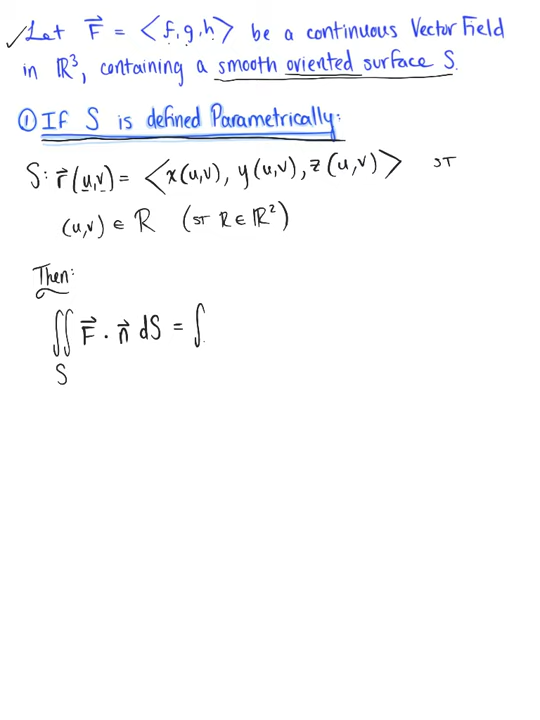 ✓Let F⃗ = <f,g,h> be a continuous Vector Field
in ℝ³, containing a smooth oriented surface S.
① If S is defined Parametrically:
S: r⃗(u,v) = <x(u,v), y(u,v), z(u,v)> ST
(u,v) ∈ R (ST R ∈ ℝ²)
Then:
∬ F⃗ · n⃗ dS = ∫
S